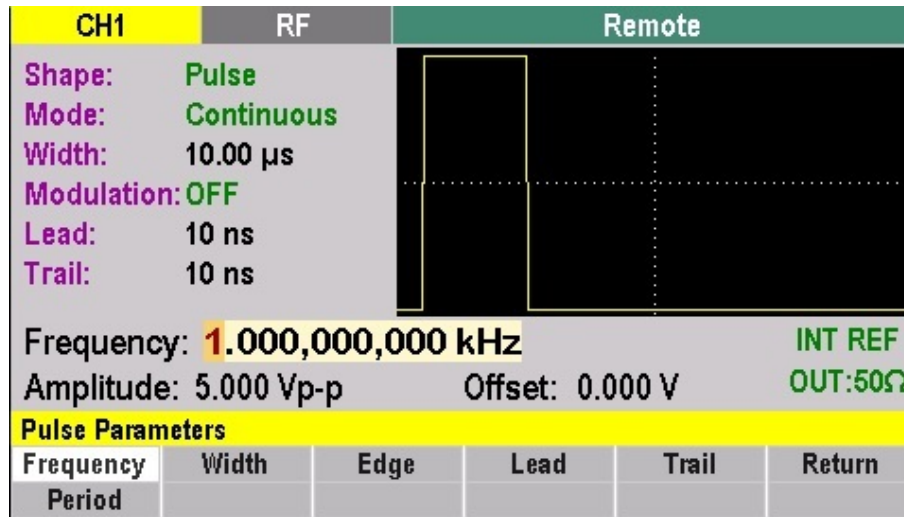 CH1 RF Remote
Shape: Pulse
Mode: Continuous
Width: 10.00 µs
Modulation: OFF
Lead: 10 ns
Trail: 10 ns
Frequency: 1.000,000,000 kHz INT REF
Amplitude: 5.000 Vp-p Offset: 0.000 V OUT:50Ω
Pulse Parameters
Frequency Width Edge Lead Trail Return
Period